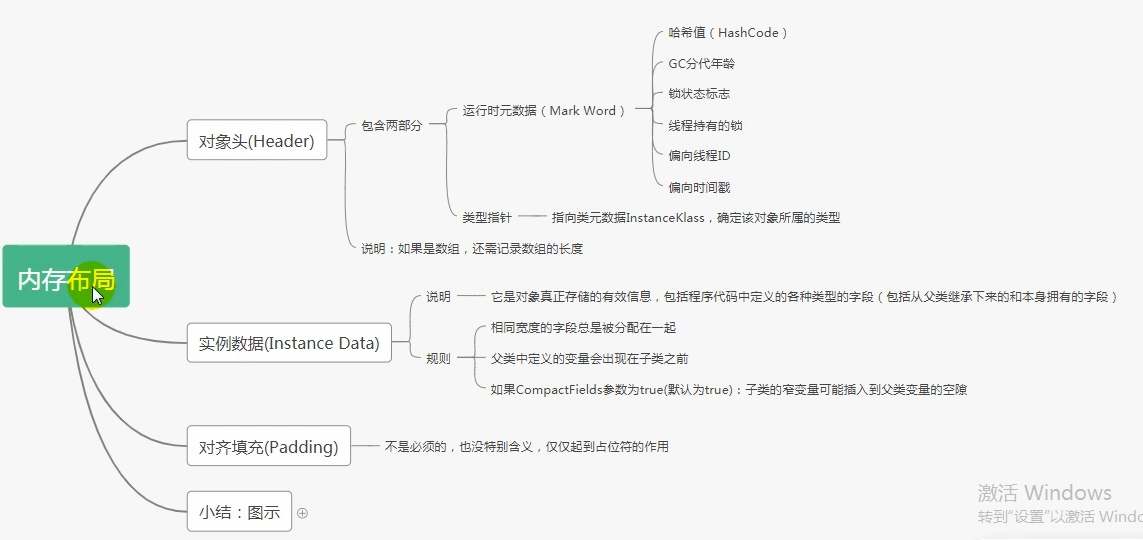 内存布局
对象头(Header)
包含两部分
运行时元数据（Mark Word）
哈希值（HashCode）
GC分代年龄
锁状态标志
线程持有的锁
偏向线程ID
偏向时间戳
类型指针
指向类元数据InstanceKlass，确定该对象所属的类型
说明：如果是数组，还需记录数组的长度
实例数据(Instance Data)
说明
它是对象真正存储的有效信息，包括程序代码中定义的各种类型的字段（包括从父类继承下来的和本身拥有的字段）
规则
相同宽度的字段总是被分配在一起
父类中定义的变量会出现在子类之前
如果CompactFields参数为true(默认为true)：子类的窄变量可能插入到父类变量的空隙
对齐填充(Padding)
不是必须的，也没特别含义，仅仅起到占位符的作用
小结：图示
激活 Windows
转到"设置"以激活 Windo